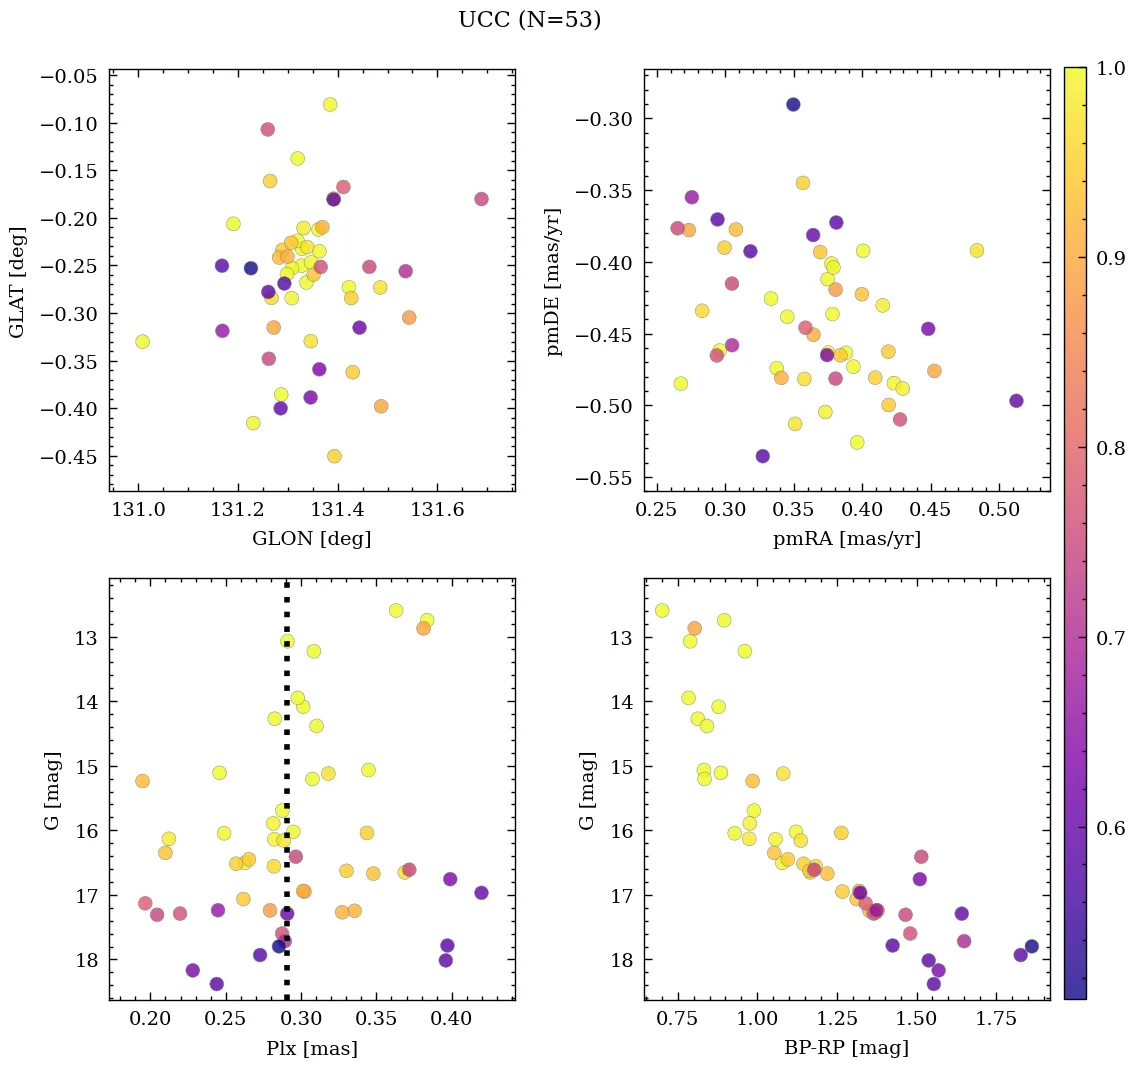 UCC (N=53)
−0.05
−0.10
−0.15
−0.20
−0.25
−0.30
−0.35
−0.40
−0.45
GLAT [deg]
131.0 131.2 131.4 131.6
GLON [deg]
−0.30
−0.35
−0.40
−0.45
−0.50
−0.55
pmDE [mas/yr]
0.25 0.30 0.35 0.40 0.45 0.50
pmRA [mas/yr]
13
14
15
16
17
18
G [mag]
0.20 0.25 0.30 0.35 0.40
Plx [mas]
13
14
15
16
17
18
G [mag]
0.75 1.00 1.25 1.50 1.75
BP-RP [mag]
1.0
0.9
0.8
0.7
0.6